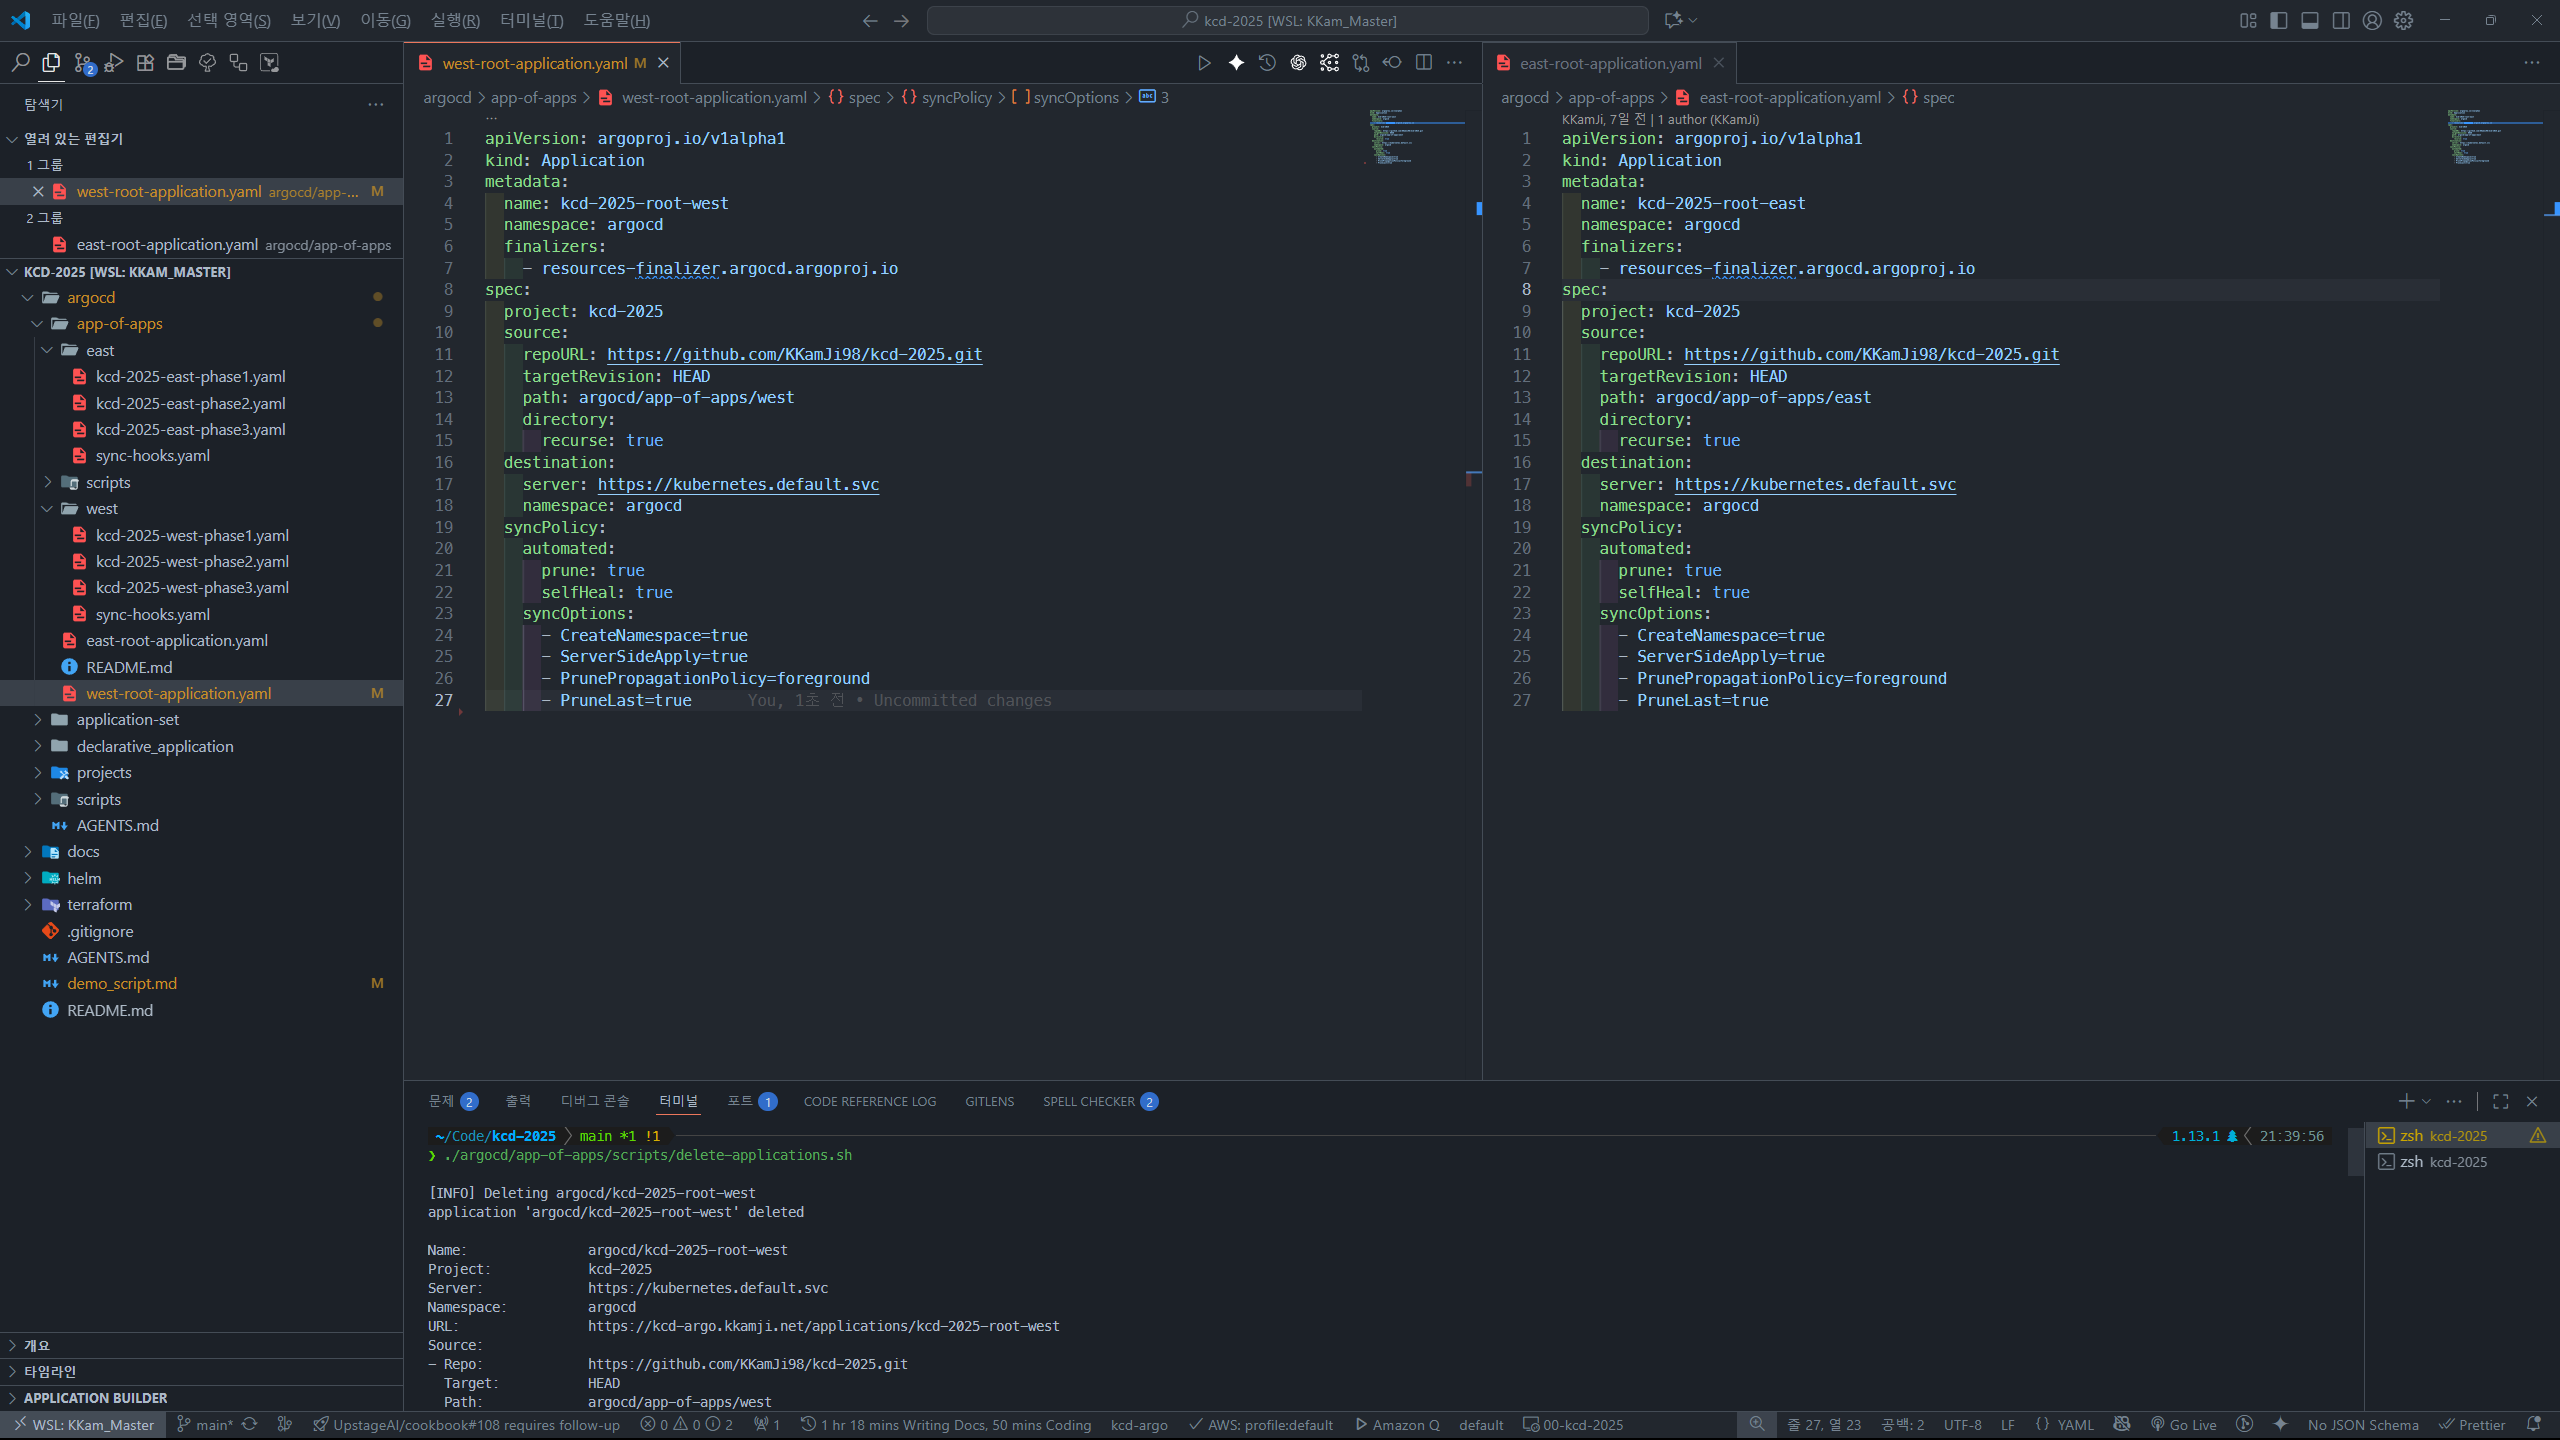 파일(F) 편집(E) 선택 영역(S) 보기(V) 이동(G) 실행(R) 터미널(T) 도움말(H)
kcd-2025 [WSL: KKam_Master]
2
탐색기
열려 있는 편집기
1 그룹
west-root-application.yaml argocd/app-... M
2 그룹
east-root-application.yaml argocd/app-of-apps
KCD-2025 [WSL: KKAM_MASTER]
argocd
app-of-apps
east
kcd-2025-east-phase1.yaml
kcd-2025-east-phase2.yaml
kcd-2025-east-phase3.yaml
sync-hooks.yaml
scripts
west
kcd-2025-west-phase1.yaml
kcd-2025-west-phase2.yaml
kcd-2025-west-phase3.yaml
sync-hooks.yaml
east-root-application.yaml
README.md
west-root-application.yaml M
application-set
declarative_application
projects
scripts
AGENTS.md
docs
helm
terraform
.gitignore
AGENTS.md
demo_script.md M
README.md
개요
타임라인
APPLICATION BUILDER
west-root-application.yaml M
argocd > app-of-apps > west-root-application.yaml > {} spec > {} syncPolicy > [ ] syncOptions > abc 3
1 apiVersion: argoproj.io/v1alpha1
2 kind: Application
3 metadata:
4 name: kcd-2025-root-west
5 namespace: argocd
6 finalizers:
7 - resources-finalizer.argocd.argoproj.io
8 spec:
9 project: kcd-2025
10 source:
11 repoURL: https://github.com/KKamJi98/kcd-2025.git
12 targetRevision: HEAD
13 path: argocd/app-of-apps/west
14 directory:
15 recurse: true
16 destination:
17 server: https://kubernetes.default.svc
18 namespace: argocd
19 syncPolicy:
20 automated:
21 prune: true
22 selfHeal: true
23 syncOptions:
24 - CreateNamespace=true
25 - ServerSideApply=true
26 - PrunePropagationPolicy=foreground
27 - PruneLast=true You, 1초 전 • Uncommitted changes
east-root-application.yaml
argocd > app-of-apps > east-root-application.yaml > {} spec
KKamJi, 7일 전 | 1 author (KKamJi)
1 apiVersion: argoproj.io/v1alpha1
2 kind: Application
3 metadata:
4 name: kcd-2025-root-east
5 namespace: argocd
6 finalizers:
7 - resources-finalizer.argocd.argoproj.io
8 spec:
9 project: kcd-2025
10 source:
11 repoURL: https://github.com/KKamJi98/kcd-2025.git
12 targetRevision: HEAD
13 path: argocd/app-of-apps/east
14 directory:
15 recurse: true
16 destination:
17 server: https://kubernetes.default.svc
18 namespace: argocd
19 syncPolicy:
20 automated:
21 prune: true
22 selfHeal: true
23 syncOptions:
24 - CreateNamespace=true
25 - ServerSideApply=true
26 - PrunePropagationPolicy=foreground
27 - PruneLast=true
문제 2 출력 디버그 콘솔 터미널 포트 1 CODE REFERENCE LOG GITLENS SPELL CHECKER 2
~/Code/kcd-2025 > main *1 !1 1.13.1 21:39:56
❯ ./argocd/app-of-apps/scripts/delete-applications.sh
[INFO] Deleting argocd/kcd-2025-root-west
application 'argocd/kcd-2025-root-west' deleted
Name: argocd/kcd-2025-root-west
Project: kcd-2025
Server: https://kubernetes.default.svc
Namespace: argocd
URL: https://kcd-argo.kkamji.net/applications/kcd-2025-root-west
Source:
- Repo: https://github.com/KKamJi98/kcd-2025.git
Target: HEAD
Path: argocd/app-of-apps/west
zsh kcd-2025
zsh kcd-2025
WSL: KKam_Master main* UpstageAI/cookbook#108 requires follow-up 0 0 2 1 1 hr 18 mins Writing Docs, 50 mins Coding kcd-argo AWS: profile:default Amazon Q default 00-kcd-2025 줄 27, 열 23 공백: 2 UTF-8 LF {} YAML Go Live No JSON Schema Prettier